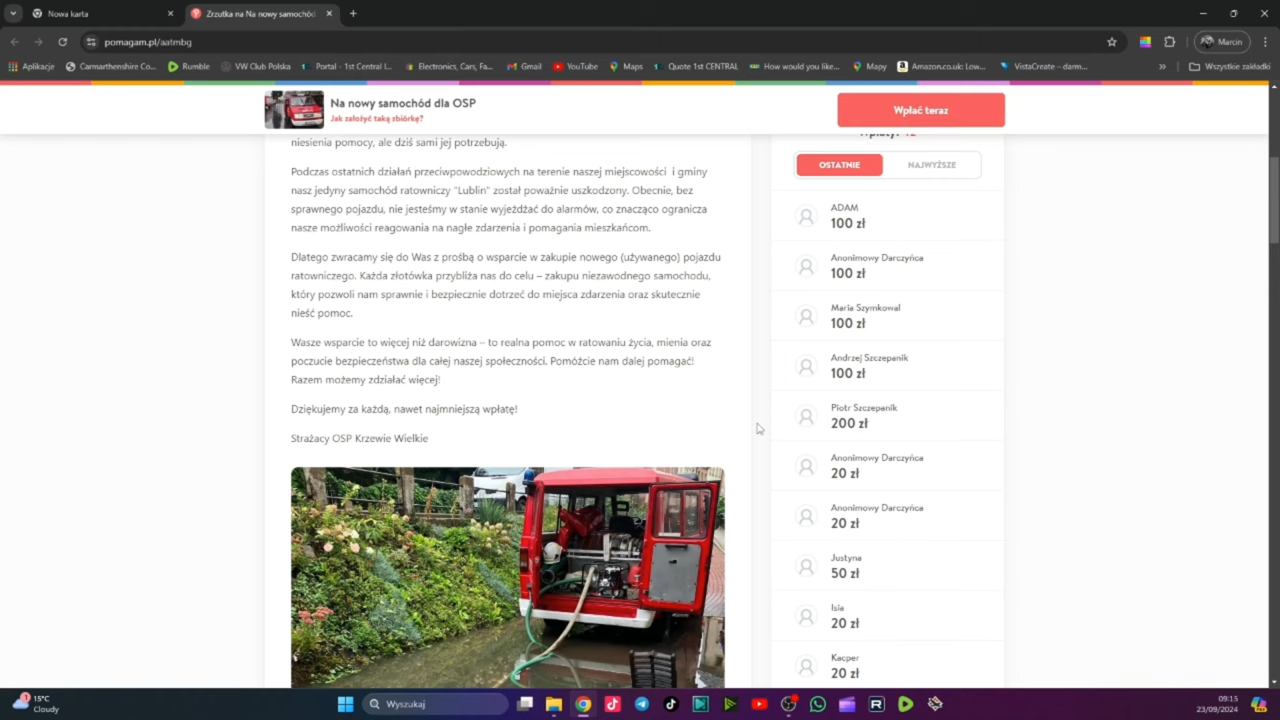 Nowa karta
Zrzutka na Na nowy samochód
pomagam.pl/aatmbg
Marcin
Aplikacje
Carmarthenshire Co...
Rumble
VW Club Polska
Portal - 1st Central I...
Electronics, Cars, Fa...
Gmail
YouTube
Maps
Quote 1st CENTRAL
How would you like...
Mapy
Amazon.co.uk: Low...
VistaCreate – darm...
»
Wszystkie zakładki
Na nowy samochód dla OSP
Jak założyć taką zbiórkę?
Wpłać teraz
niesienia pomocy, ale dziś sami jej potrzebują.
Podczas ostatnich działań przeciwpowodziowych na terenie naszej miejscowości i gminy
nasz jedyny samochód ratowniczy "Lublin" został poważnie uszkodzony. Obecnie, bez
sprawnego pojazdu, nie jesteśmy w stanie wyjeżdżać do alarmów, co znacząco ogranicza
nasze możliwości reagowania na nagłe zdarzenia i pomagania mieszkańcom.
Dlatego zwracamy się do Was z prośbą o wsparcie w zakupie nowego (używanego) pojazdu
ratowniczego. Każda złotówka przybliża nas do celu – zakupu niezawodnego samochodu,
który pozwoli nam sprawnie i bezpiecznie dotrzeć do miejsca zdarzenia oraz skutecznie
nieść pomoc.
Wasze wsparcie to więcej niż darowizna – to realna pomoc w ratowaniu życia, mienia oraz
poczucie bezpieczeństwa dla całej naszej społeczności. Pomóżcie nam dalej pomagać!
Razem możemy zdziałać więcej!
Dziękujemy za każdą, nawet najmniejszą wpłatę!
Strażacy OSP Krzewie Wielkie
OSTATNIE
NAJWYŻSZE
ADAM
100 zł
Anonimowy Darczyńca
100 zł
Maria Szymkowal
100 zł
Andrzej Szczepanik
100 zł
Piotr Szczepanik
200 zł
Anonimowy Darczyńca
20 zł
Anonimowy Darczyńca
20 zł
Justyna
50 zł
Isia
20 zł
Kacper
20 zł
1
15°C
Cloudy
Wyszukaj
09:15
23/09/2024